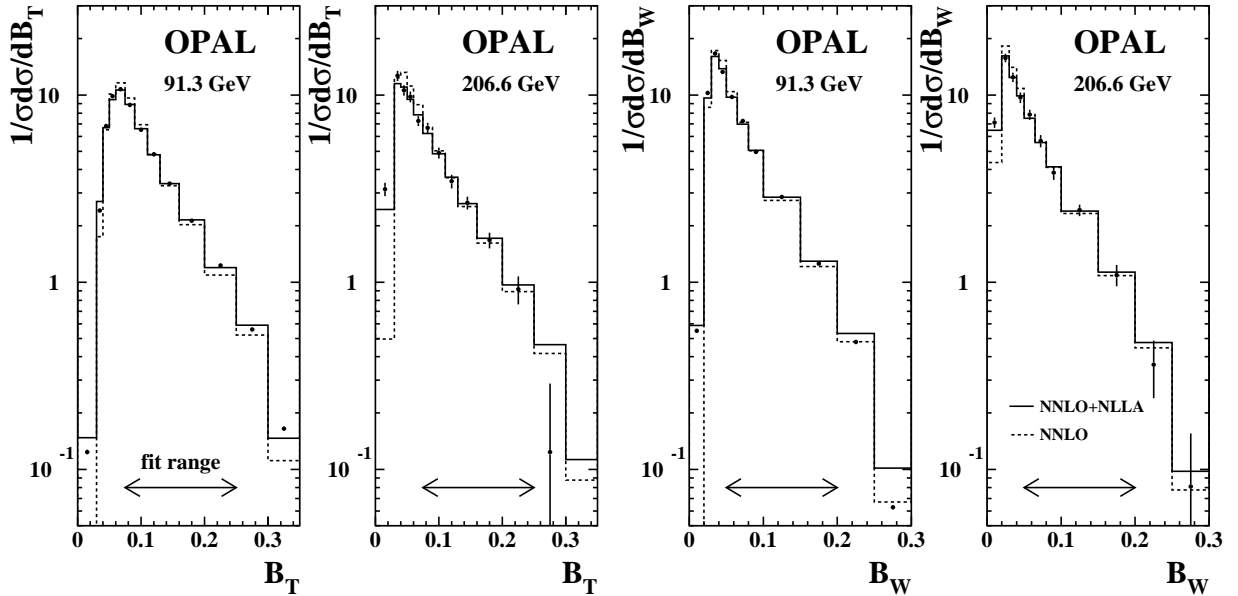 1/σdσ/dB_T
OPAL
91.3 GeV
10
1
10^-1
fit range
0 0.1 0.2 0.3
B_T
1/σdσ/dB_T
OPAL
206.6 GeV
10
1
10^-1
0 0.1 0.2 0.3
B_T
1/σdσ/dB_W
OPAL
91.3 GeV
10
1
10^-1
0 0.1 0.2 0.3
B_W
1/σdσ/dB_W
OPAL
206.6 GeV
10
1
NNLO+NLLA
NNLO
10^-1
0 0.1 0.2 0.3
B_W